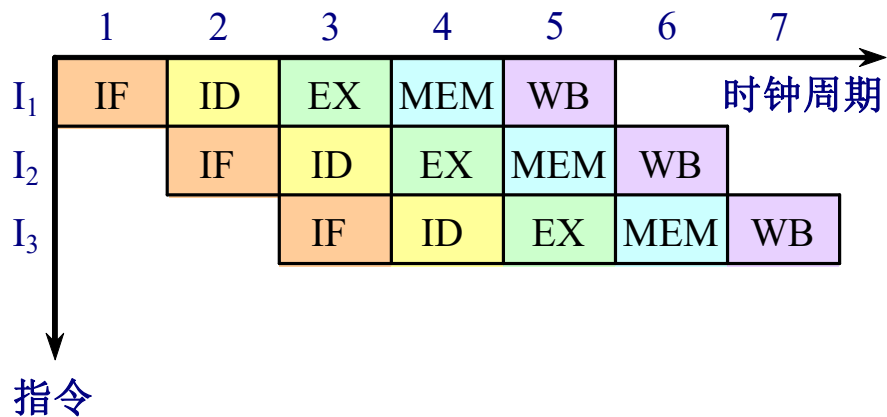 1 2 3 4 5 6 7
时钟周期
I₁ IF ID EX MEM WB
I₂ IF ID EX MEM WB
I₃ IF ID EX MEM WB
指令